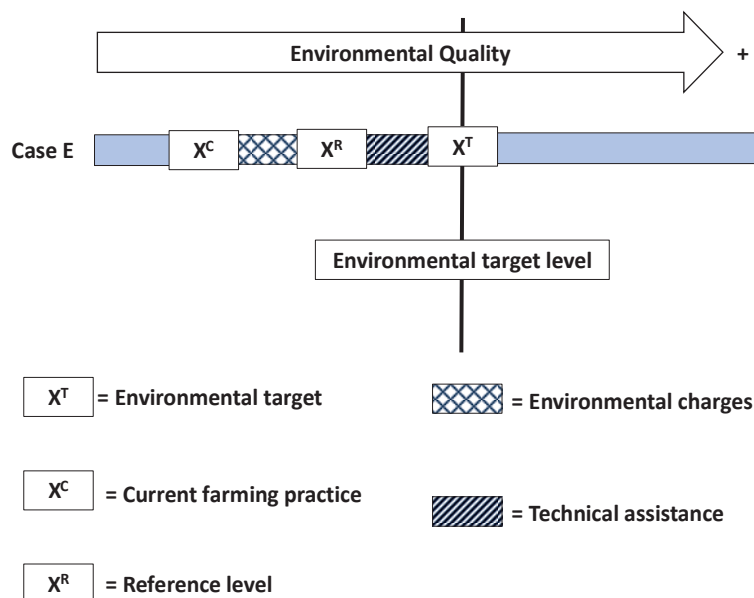 Environmental Quality +
Case E X^C X^R X^T
Environmental target level
X^T = Environmental target
= Environmental charges
X^C = Current farming practice
= Technical assistance
X^R = Reference level